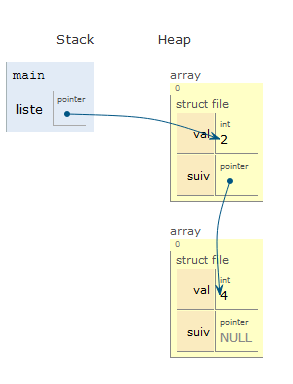 Stack Heap
main
liste pointer
array
0
struct file
val int 2
suiv pointer
array
0
struct file
val int 4
suiv pointer NULL